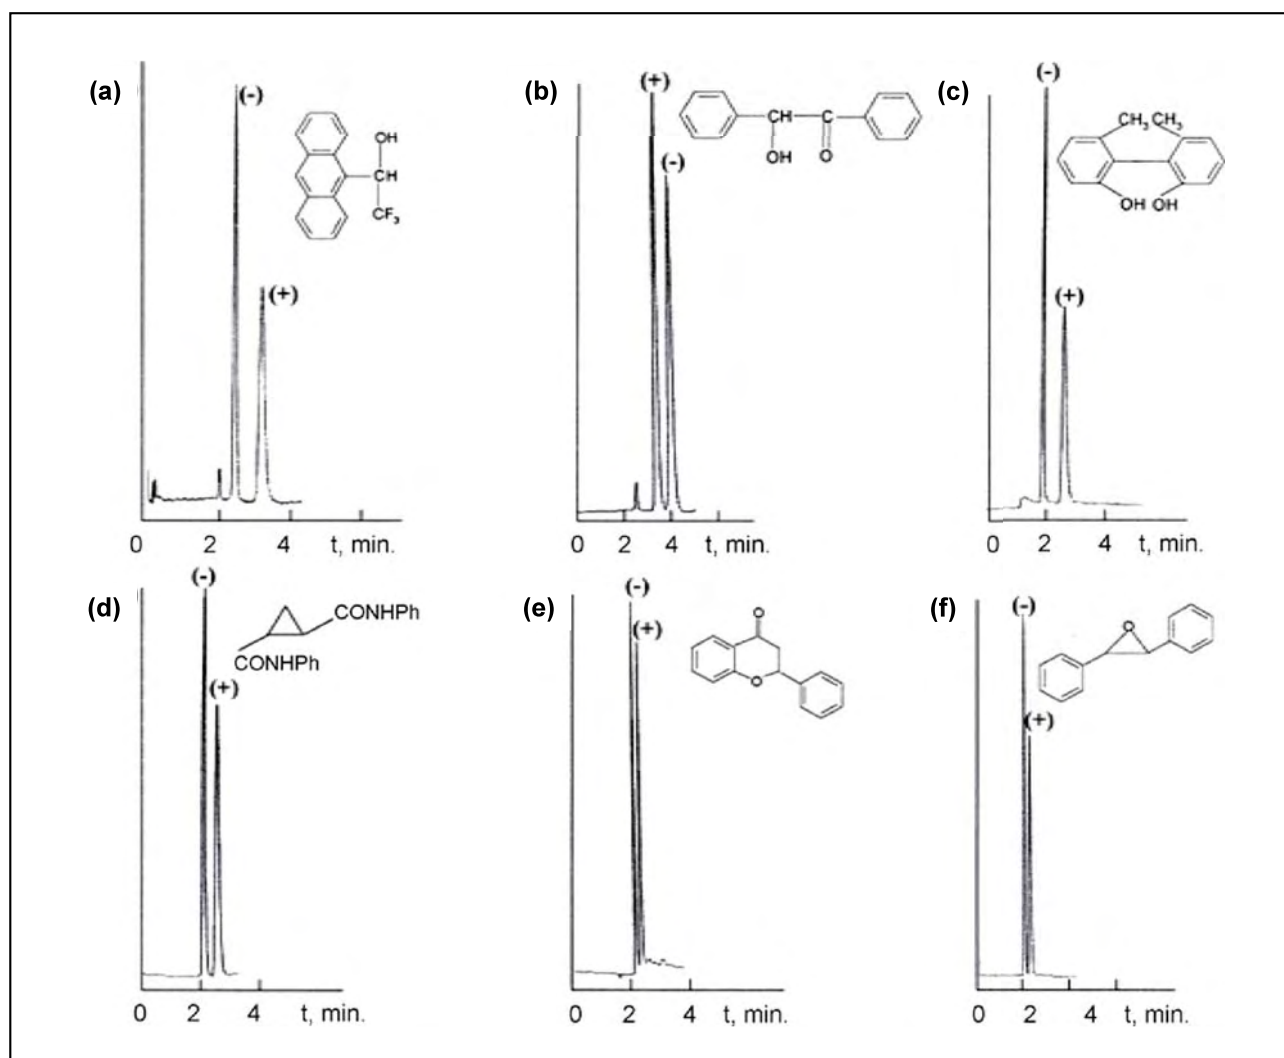 (a)
(-)
OH
CH
CF₃
(+)
0 2 4 t, min.
(b)
(+)
(-)
CH
C
OH
O
0 2 4 t, min.
(c)
(-)
CH₃ CH₃
OH OH
(+)
0 2 4 t, min.
(d)
(-)
CONHPh
CONHPh
(+)
0 2 4 t, min.
(e)
(-)
(+)
O
O
0 2 4 t, min.
(f)
(-)
O
(+)
0 2 4 t, min.